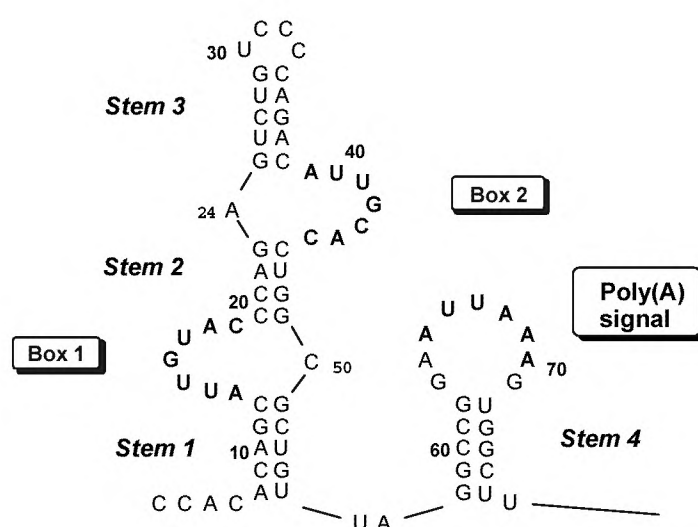 C C
30 U C
G C
U A
Stem 3
C G
U A
G C
40
A U U
24 A
G
C
A
C
Box 2
G C
Stem 2
A U
C G
20 C G
Poly(A)
signal
U U
A A
U A C
A A
Box 1
G
C 50
A A 70
U
G G
U A
C G
G U
Stem 1
G C
C G
Stem 4
A U
10 C G
60 C G
G C
A U
G U U
C C A C
U A